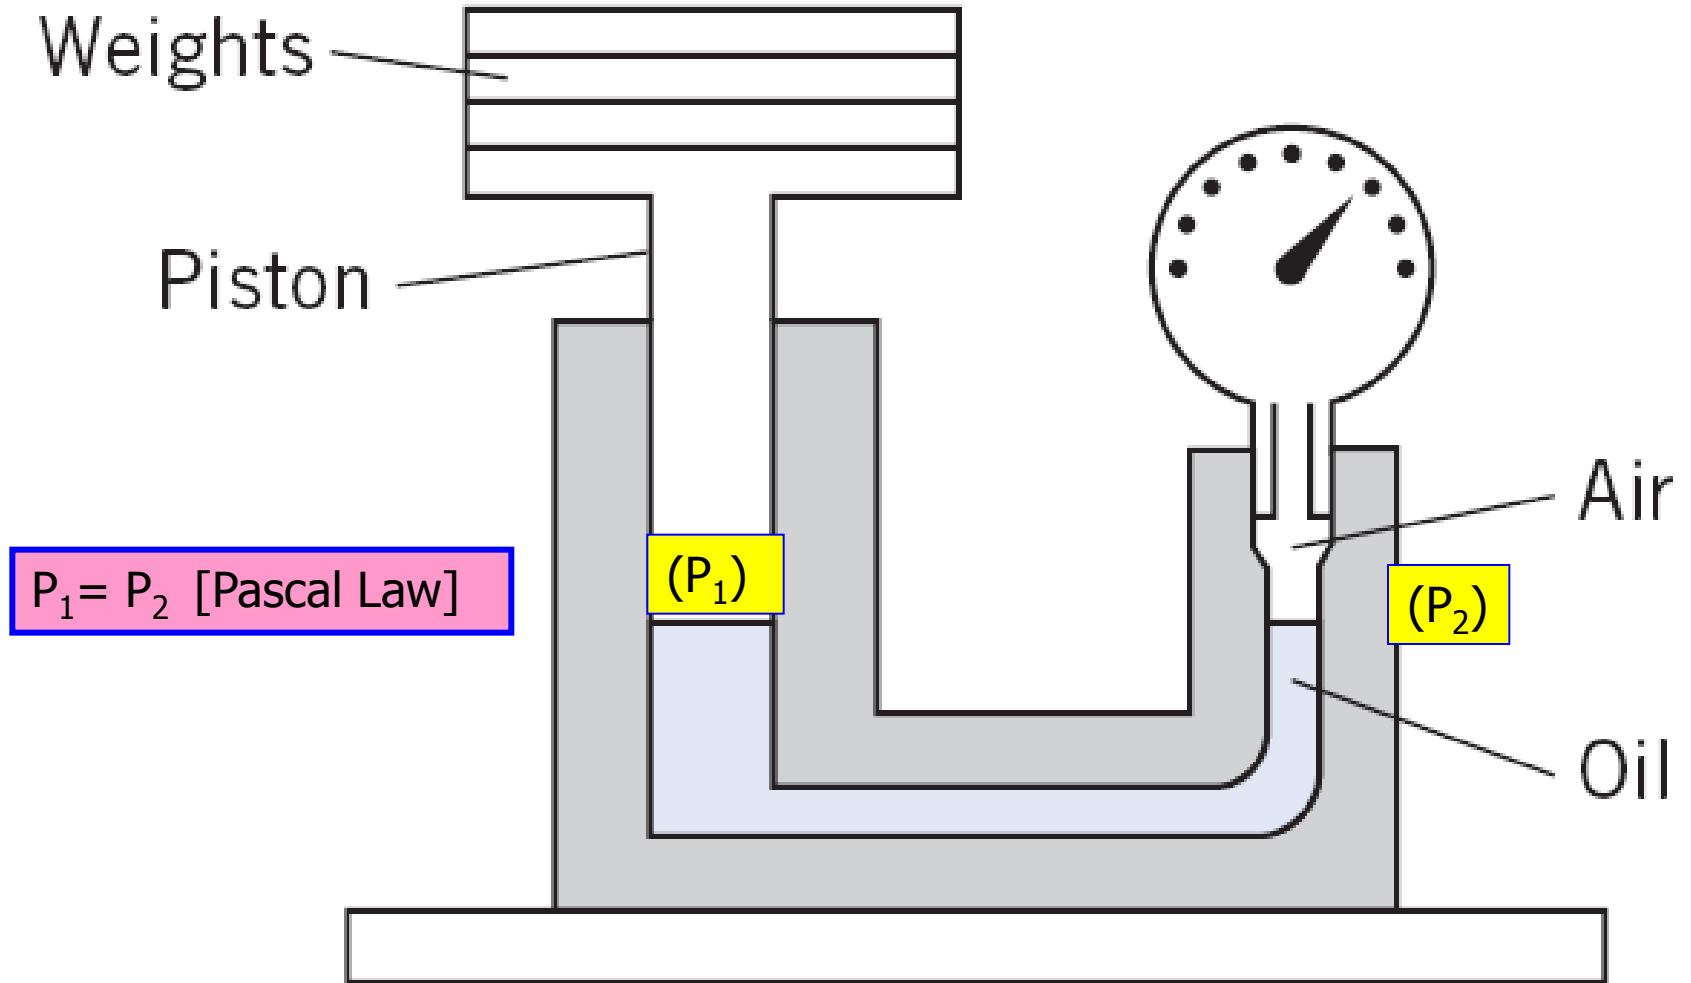 Weights
Piston
Air
P₁= P₂ [Pascal Law]
(P₁)
(P₂)
Oil